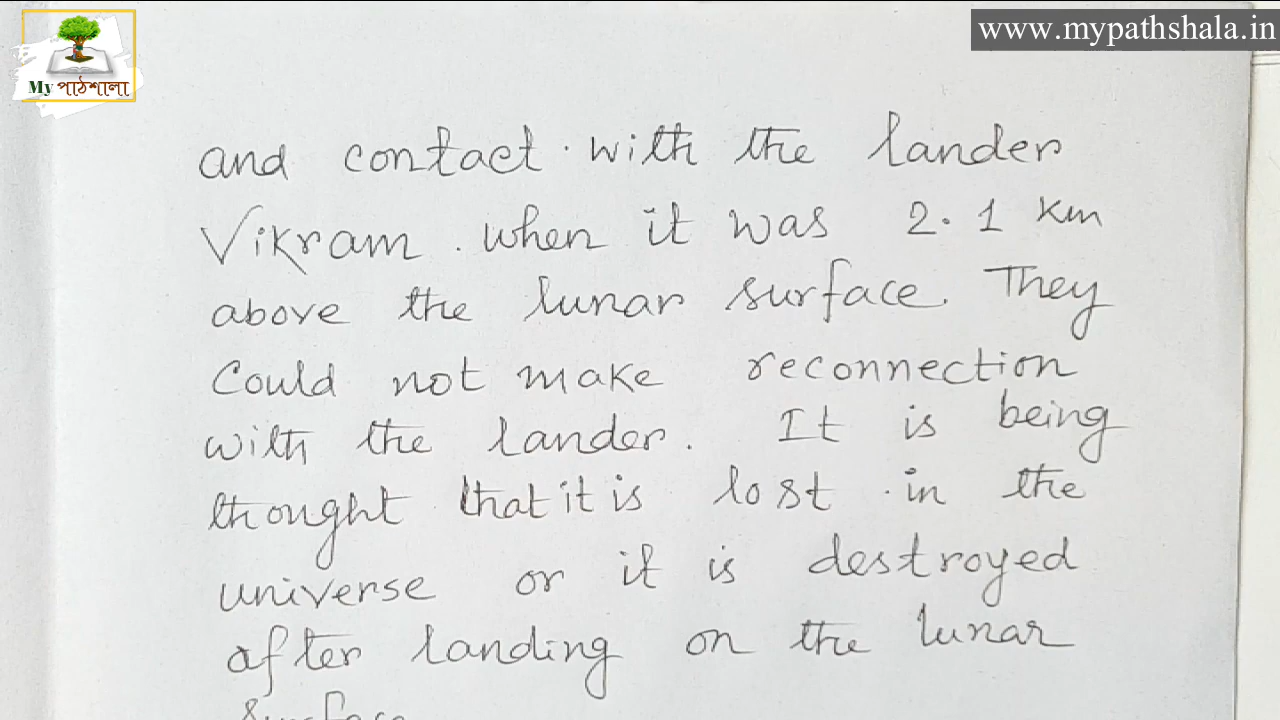 www.mypathshala.in
My পাঠশালা
and contact with the lander
Vikram when it was 2.1 km
above the lunar surface. They
Could not make reconnection
with the lander. It is being
thought that it is lost in the
universe or it is destroyed
after landing on the lunar
surface